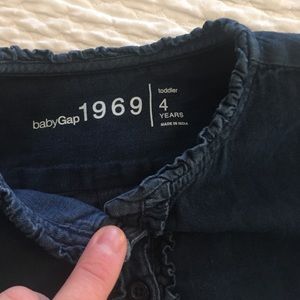 babyGap 1969
toddler
4
YEARS
MADE IN INDIA